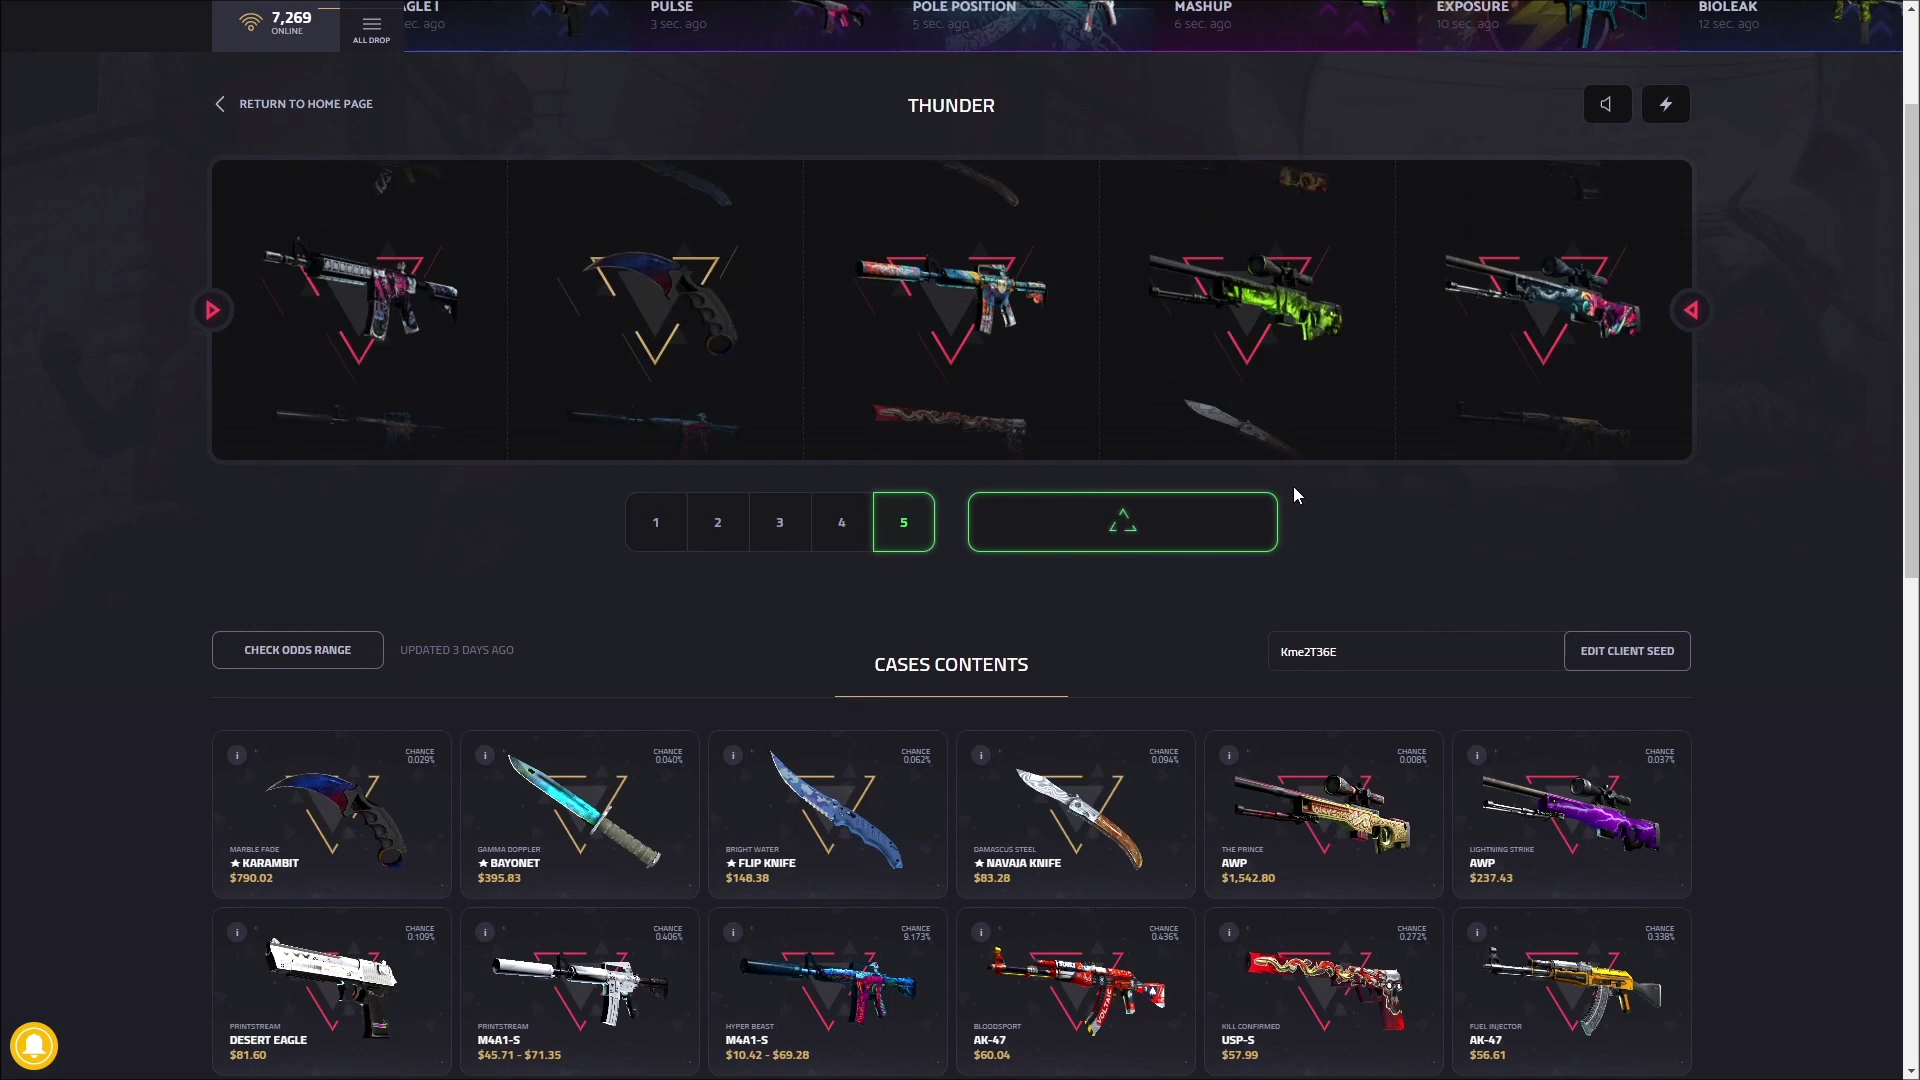 7,269
ONLINE
ALL DROP
AGLE I
ec. ago
PULSE
3 sec. ago
POLE POSITION
5 sec. ago
MASHUP
6 sec. ago
EXPOSURE
10 sec. ago
BIOLEAK
12 sec. ago
RETURN TO HOME PAGE
THUNDER
1 2 3 4 5
CHECK ODDS RANGE
UPDATED 3 DAYS AGO
CASES CONTENTS
Kme2T36E
EDIT CLIENT SEED
CHANCE
0.029%
MARBLE FADE
★ KARAMBIT
$790.02
CHANCE
0.040%
GAMMA DOPPLER
★ BAYONET
$395.83
CHANCE
0.062%
BRIGHT WATER
★ FLIP KNIFE
$148.38
CHANCE
0.094%
DAMASCUS STEEL
★ NAVAJA KNIFE
$83.28
CHANCE
0.008%
THE PRINCE
AWP
$1,542.80
CHANCE
0.037%
LIGHTNING STRIKE
AWP
$237.43
CHANCE
0.109%
PRINTSTREAM
DESERT EAGLE
$81.60
CHANCE
0.406%
PRINTSTREAM
M4A1-S
$45.71 - $71.35
CHANCE
9.173%
HYPER BEAST
M4A1-S
$10.42 - $69.28
CHANCE
0.436%
BLOODSPORT
AK-47
$60.04
CHANCE
0.272%
KILL CONFIRMED
USP-S
$57.99
CHANCE
0.338%
FUEL INJECTOR
AK-47
$56.61